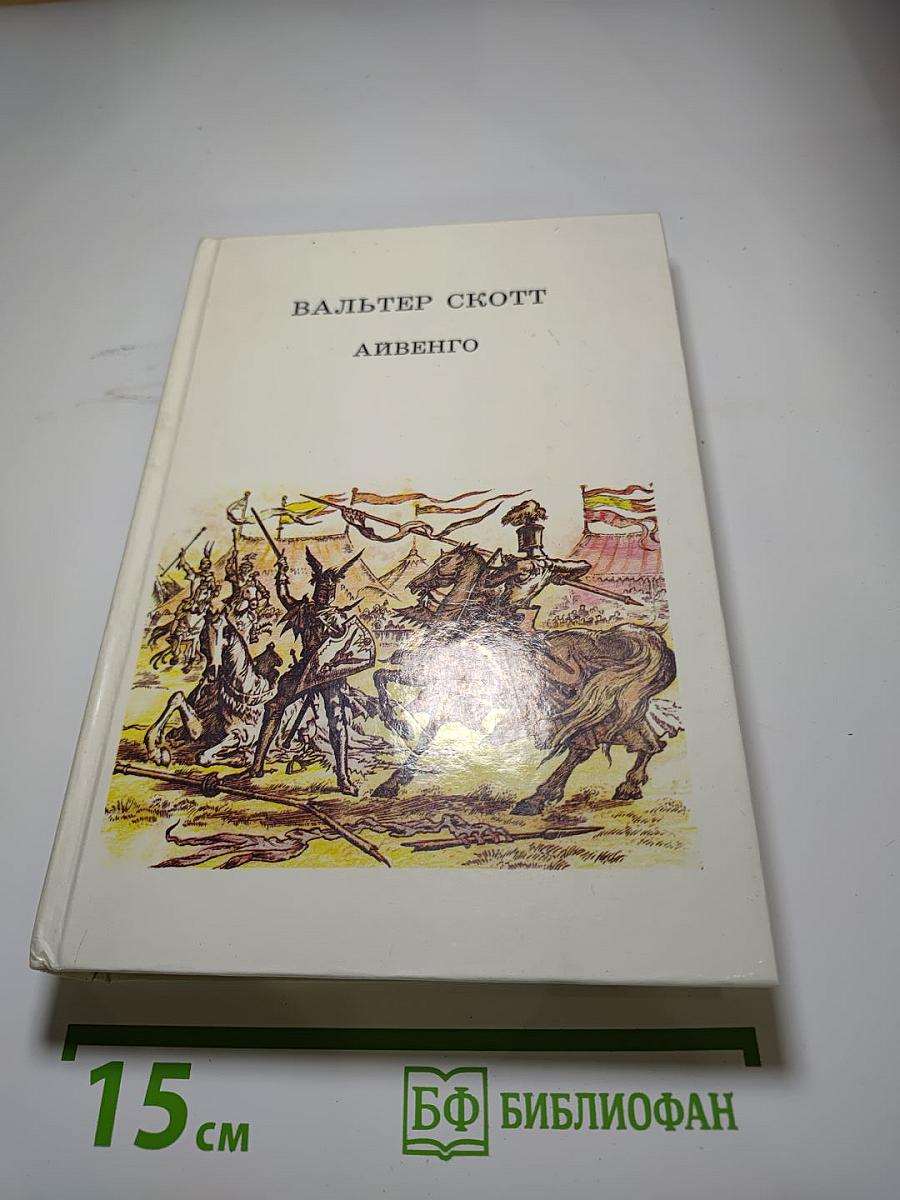 ВАЛЬТЕР СКОТТ
АЙВЕНГО
15 см
БФ БИБЛИОФАН